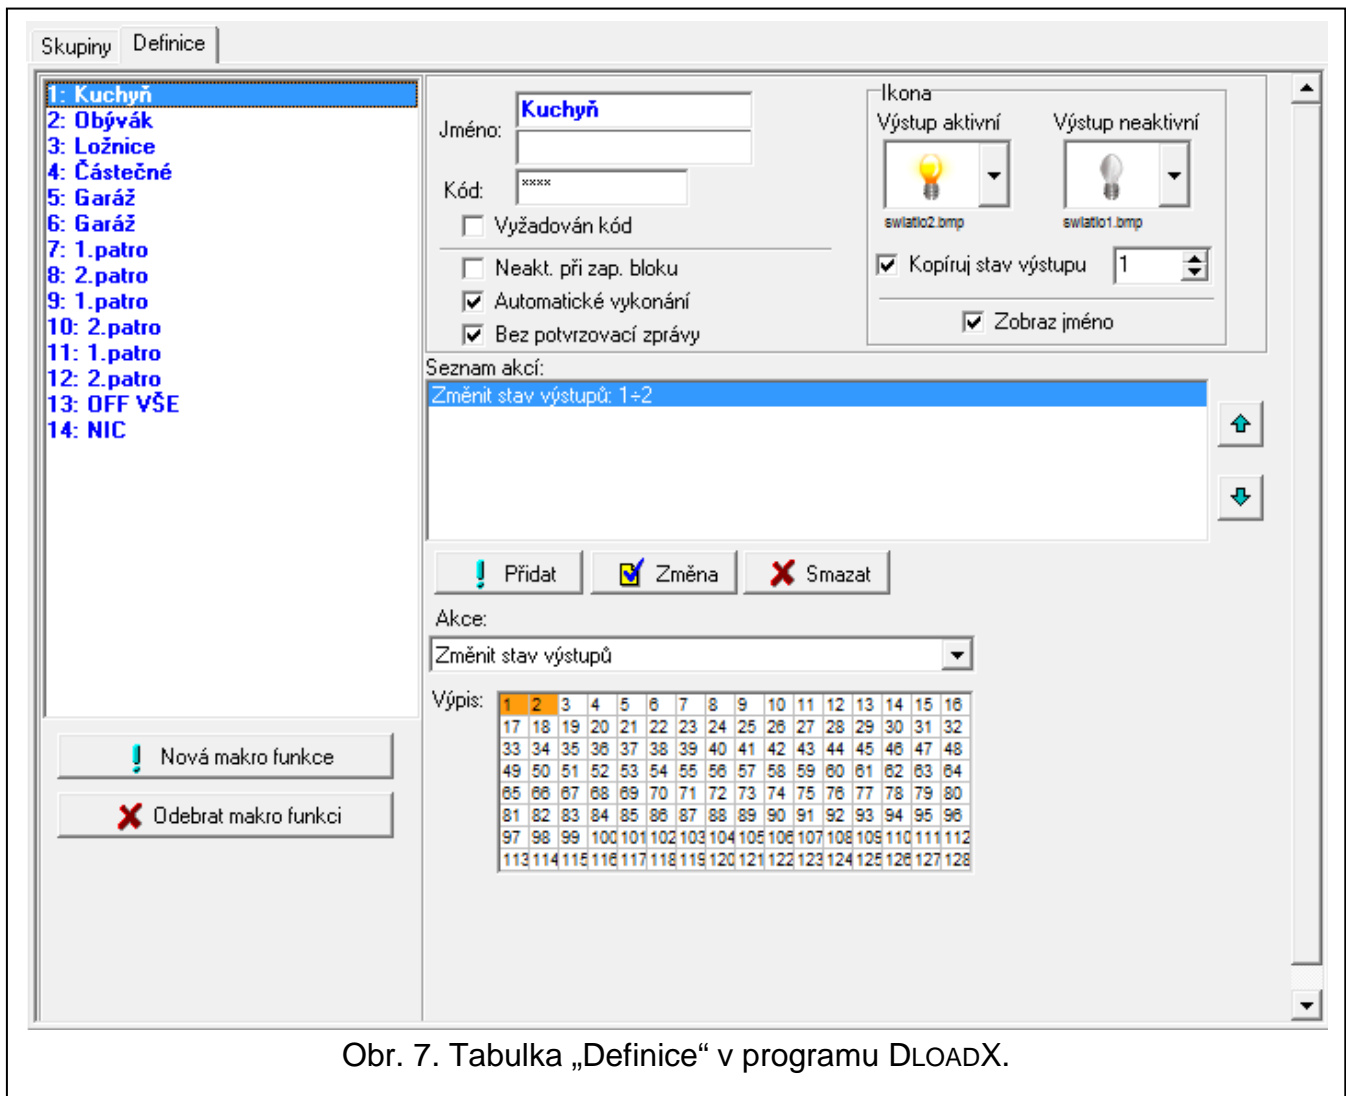 Skupiny Definice
1: Kuchyň
2: Obývák
3: Ložnice
4: Částečné
5: Garáž
6: Garáž
7: 1.patro
8: 2.patro
9: 1.patro
10: 2.patro
11: 1.patro
12: 2.patro
13: OFF VŠE
14: NIC
Nová makro funkce
Odebrat makro funkci
Jméno: Kuchyň
Kód: ****
Vyžadován kód
Neakt. při zap. bloku
Automatické vykonání
Bez potvrzovací zprávy
Ikona
Výstup aktivní Výstup neaktivní
swiatlo2.bmp swiatlo1.bmp
Kopíruj stav výstupu 1
Zobraz jméno
Seznam akcí:
Změnit stav výstupů: 1÷2
Přidat Změna Smazat
Akce:
Změnit stav výstupů
Výpis: 1 2 3 4 5 6 7 8 9 10 11 12 13 14 15 16
17 18 19 20 21 22 23 24 25 26 27 28 29 30 31 32
33 34 35 36 37 38 39 40 41 42 43 44 45 46 47 48
49 50 51 52 53 54 55 56 57 58 59 60 61 62 63 64
65 66 67 68 69 70 71 72 73 74 75 76 77 78 79 80
81 82 83 84 85 86 87 88 89 90 91 92 93 94 95 96
97 98 99 100 101 102 103 104 105 106 107 108 109 110 111 112
113 114 115 116 117 118 119 120 121 122 123 124 125 126 127 128
Obr. 7. Tabulka „Definice“ v programu DLOADX.